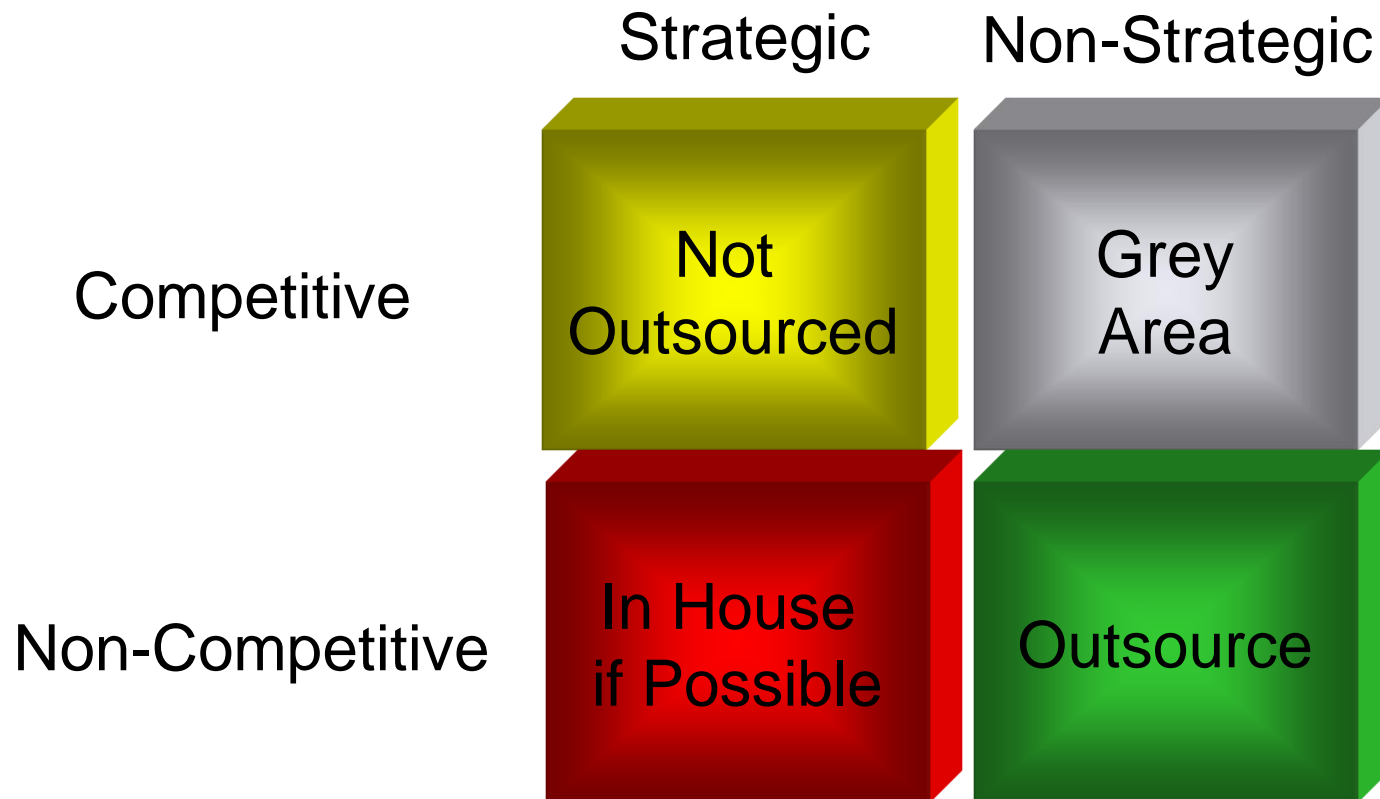 Strategic
Non-Strategic
Competitive
Not
Outsourced
Grey
Area
Non-Competitive
In House
if Possible
Outsource